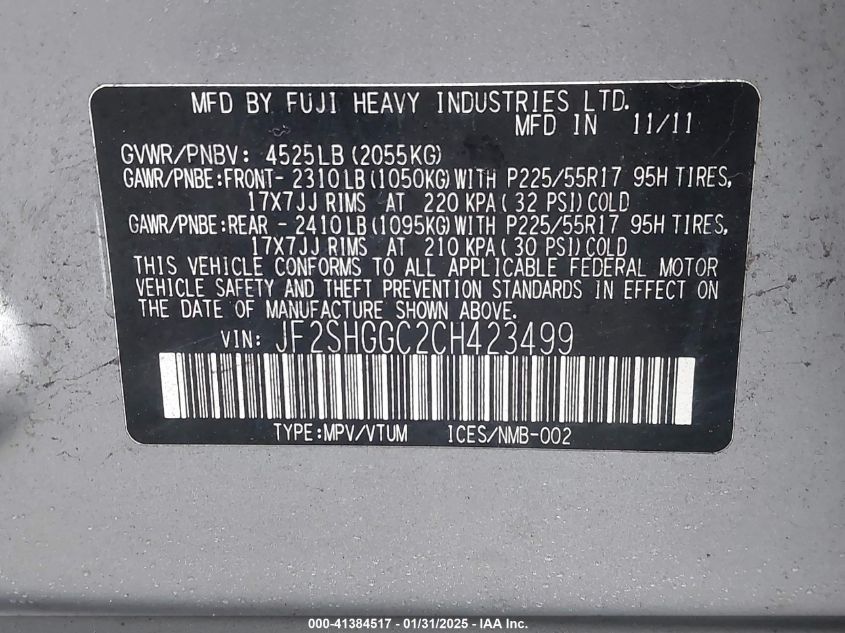 MFD BY FUJI HEAVY INDUSTRIES LTD.
MFD IN 11/11
GVWR/PNBV: 4525LB (2055KG)
GAWR/PNBE:FRONT- 2310LB(1050KG)WITH P225/55R17 95H TIRES,
17X7JJ RIMS AT 220 KPA( 32 PSI)COLD
GAWR/PNBE:REAR - 2410LB(1095KG)WITH P225/55R17 95H TIRES,
17X7JJ RIMS AT 210 KPA( 30 PSI)COLD
THIS VEHICLE CONFORMS TO ALL APPLICABLE FEDERAL MOTOR
VEHICLE SAFETY AND THEFT PREVENTION STANDARDS IN EFFECT ON
THE DATE OF MANUFACTURE SHOWN ABOVE.
VIN: JF2SHGGC2CH423499
TYPE:MPV/VTUM ICES/NMB-002
000-41384517 - 01/31/2025 - IAA Inc.